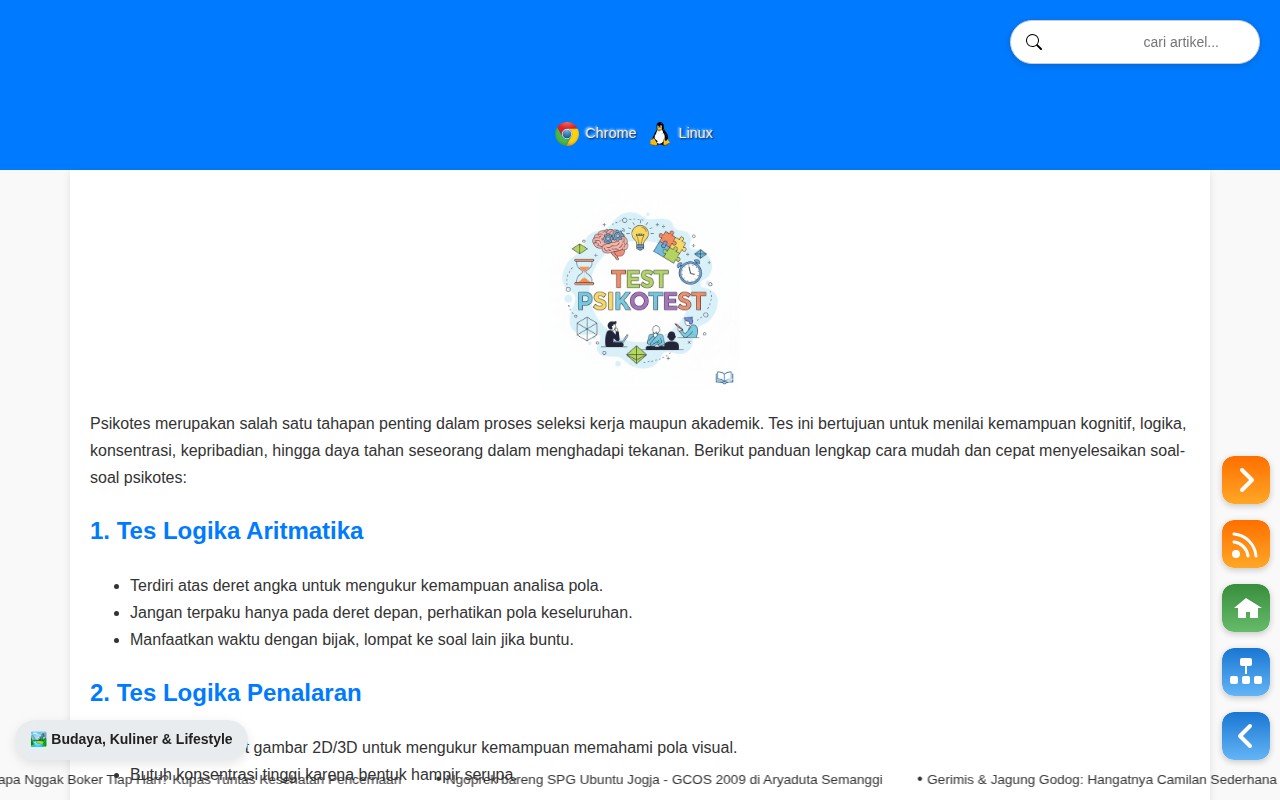 cari artikel...
Chrome Linux
TEST
PSIKOTEST
Psikotes merupakan salah satu tahapan penting dalam proses seleksi kerja maupun akademik. Tes ini bertujuan untuk menilai kemampuan kognitif, logika,
konsentrasi, kepribadian, hingga daya tahan seseorang dalam menghadapi tekanan. Berikut panduan lengkap cara mudah dan cepat menyelesaikan soal-
soal psikotes:
1. Tes Logika Aritmatika
• Terdiri atas deret angka untuk mengukur kemampuan analisa pola.
• Jangan terpaku hanya pada deret depan, perhatikan pola keseluruhan.
• Manfaatkan waktu dengan bijak, lompat ke soal lain jika buntu.
2. Tes Logika Penalaran
Budaya, Kuliner & Lifestyle
gambar 2D/3D untuk mengukur kemampuan memahami pola visual.
• Butuh konsentrasi tinggi karena bentuk hampir serupa.
apa Nggak Boker Tiap Hari? Kupas Tuntas Kesehatan Pencernaan • Ngoprek bareng SPG Ubuntu Jogja - GCOS 2009 di Aryaduta Semanggi • Gerimis & Jagung Godog: Hangatnya Camilan Sederhana